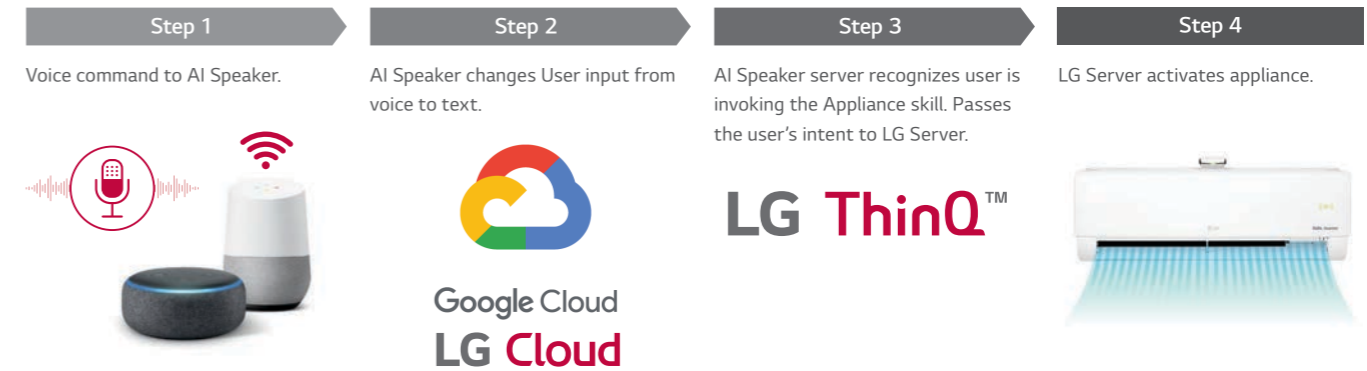 Step 1
Voice command to AI Speaker.
Step 2
AI Speaker changes User input from
voice to text.
Google Cloud
LG Cloud
Step 3
AI Speaker server recognizes user is
invoking the Appliance skill. Passes
the user's intent to LG Server.
LG ThinQ™
Step 4
LG Server activates appliance.